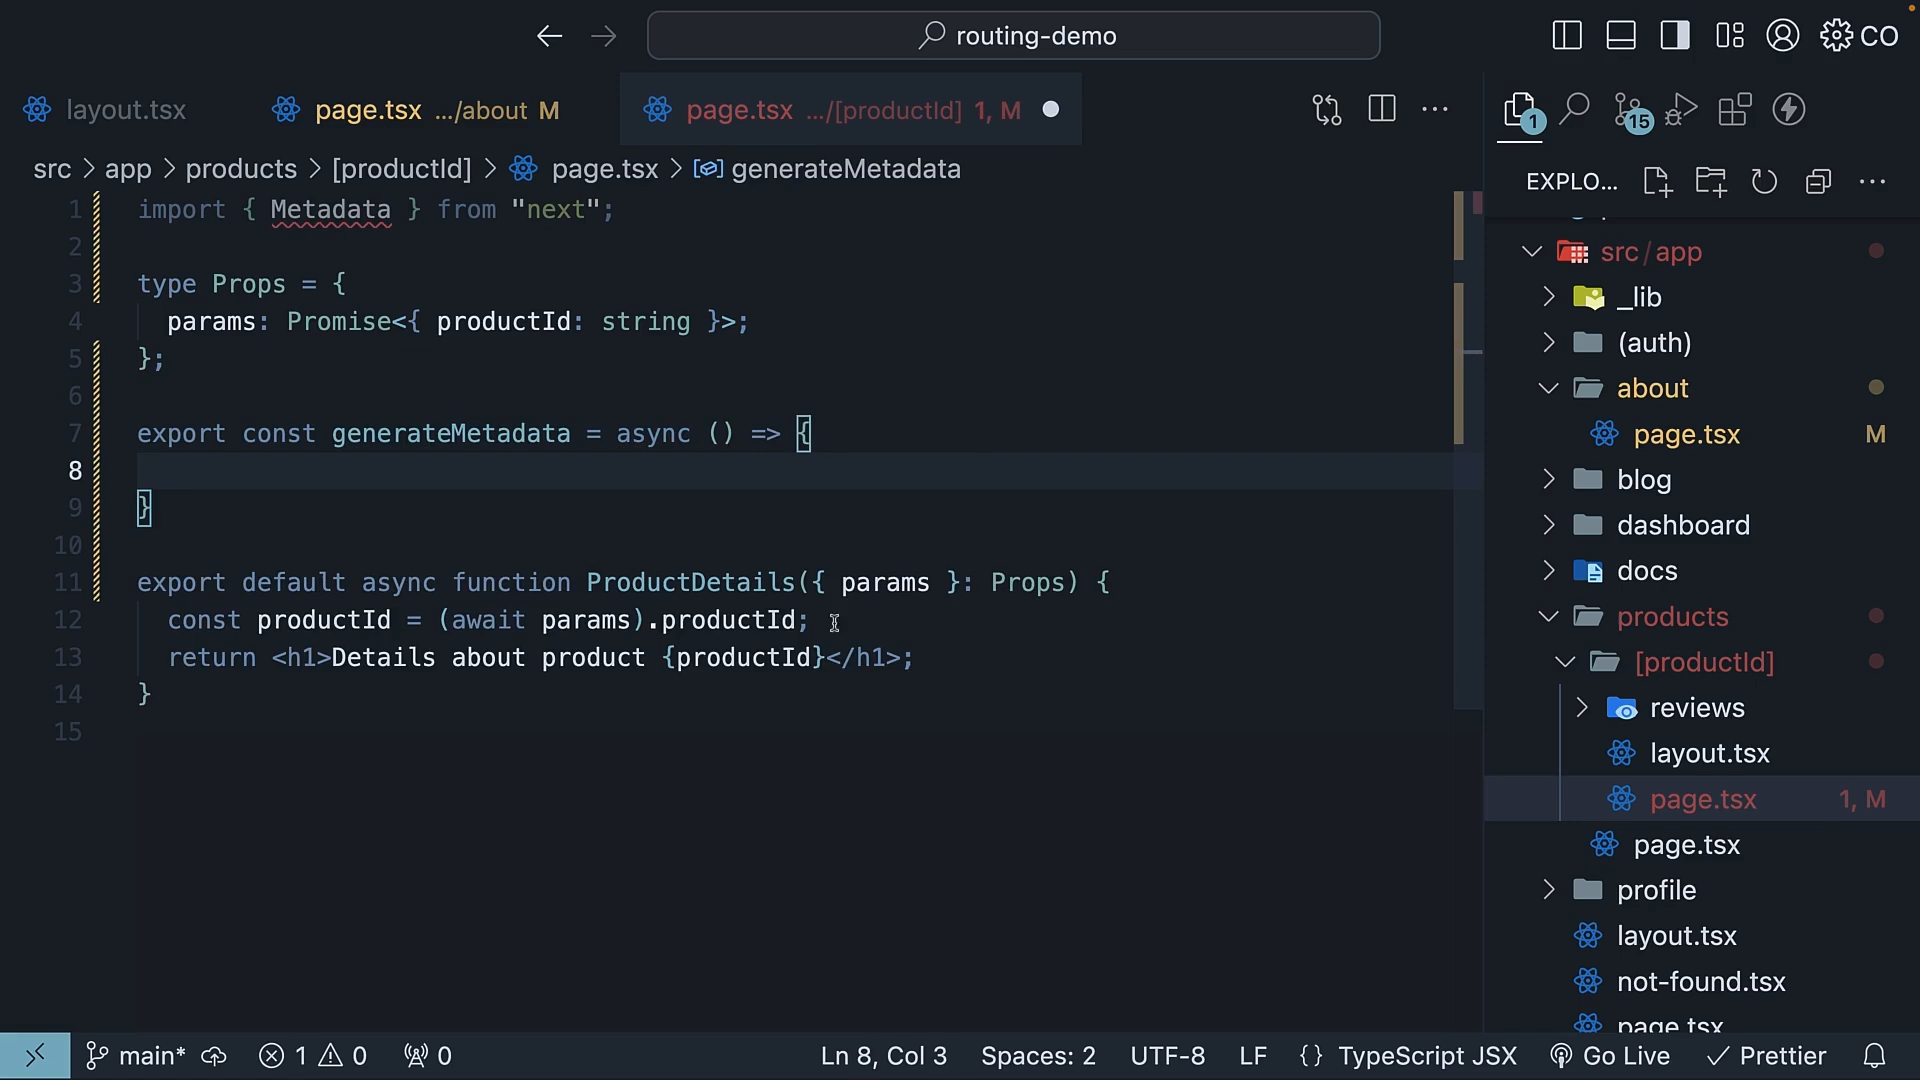 routing-demo
CO
layout.tsx
page.tsx .../about M
page.tsx .../[productId] 1, M
1
15
src > app > products > [productId] > page.tsx > generateMetadata
EXPLO...
1 import { Metadata } from "next";
2
3 type Props = {
4 params: Promise<{ productId: string }>;
5 };
6
7 export const generateMetadata = async () => {
8
9 }
10
11 export default async function ProductDetails({ params }: Props) {
12 const productId = (await params).productId;
13 return <h1>Details about product {productId}</h1>;
14 }
15
src/app
_lib
(auth)
about
page.tsx M
blog
dashboard
docs
products
[productId]
reviews
layout.tsx
page.tsx 1, M
page.tsx
profile
layout.tsx
not-found.tsx
page.tsx
main* 1 0 0 Ln 8, Col 3 Spaces: 2 UTF-8 LF {} TypeScript JSX Go Live Prettier